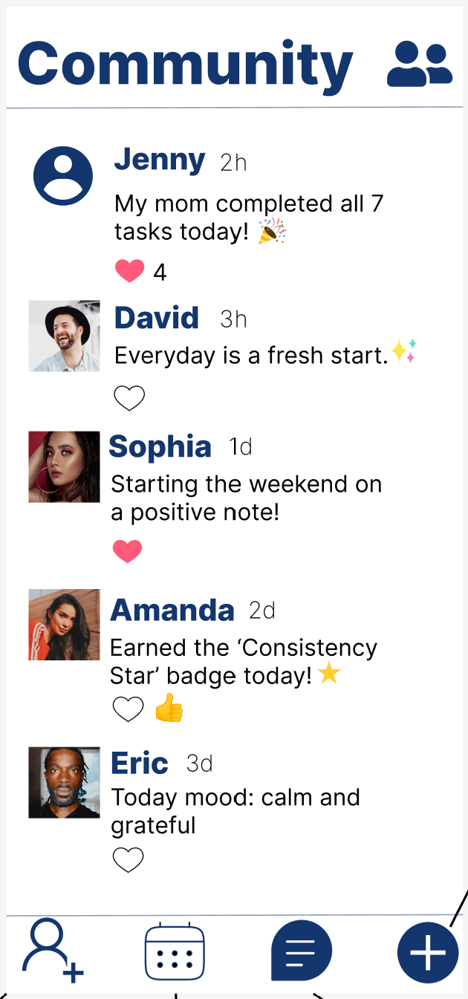 Community
Jenny 2h
My mom completed all 7
tasks today! 🎉
4
David 3h
Everyday is a fresh start.✨
Sophia 1d
Starting the weekend on
a positive note!
Amanda 2d
Earned the ‘Consistency
Star’ badge today!⭐
Eric 3d
Today mood: calm and
grateful